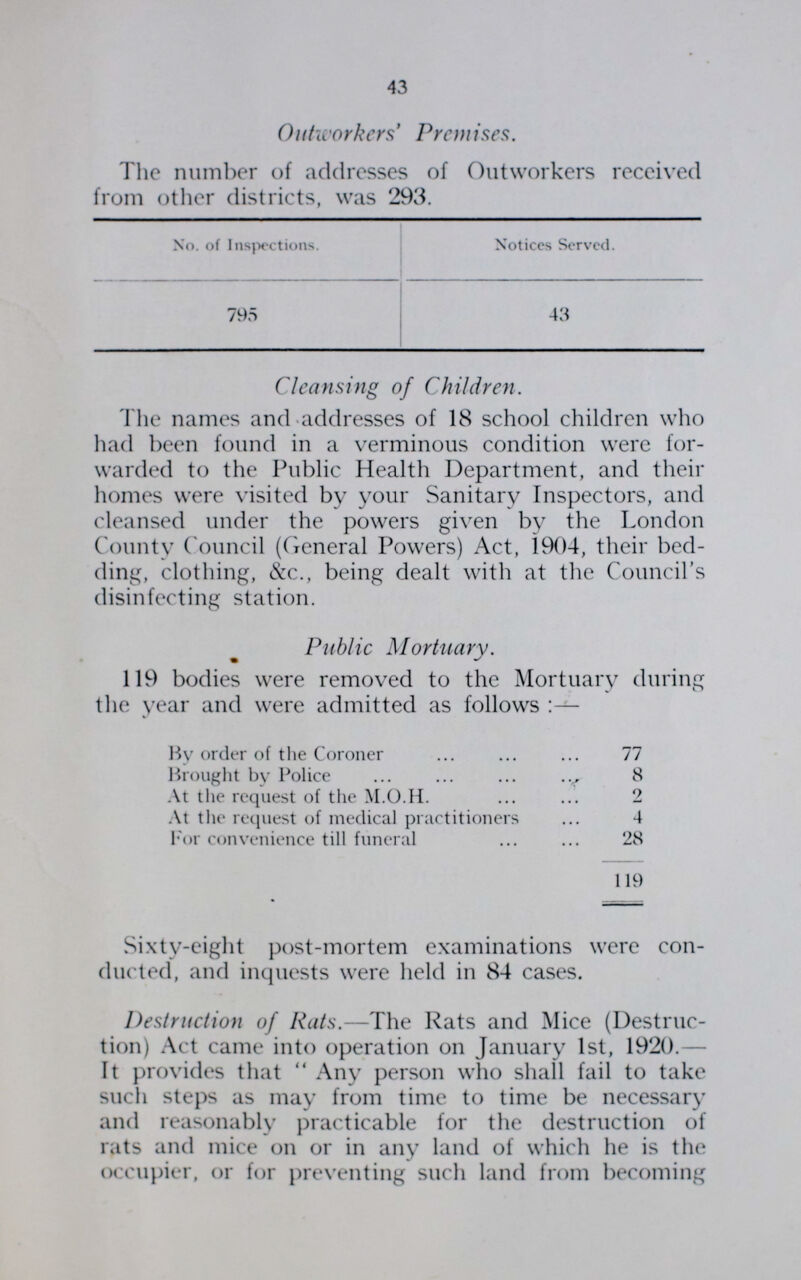 43
Outworkers' Premises.
The number of addresses of Outworkers received
from other districts, was 293.
No. of Inspections. Notices Served.
795 43
Cleansing of Children.
The names and addresses of 18 school children who
had been found in a verminous condition were for-
warded to the Public Health Department, and their
homes were visited by your Sanitary Inspectors, and
cleansed under the powers given by the London
County Council (General Powers) Act, 1904, their bed-
ding, clothing, &c., being dealt with at the Council's
disinfecting station.
Public Mortuary.
119 bodies were removed to the Mortuary during
the year and were admitted as follows :—
By order of the Coroner ... ... ... 77
Brought by Police ... ... ... ... 8
At the request of the M.O.H. ... ... 2
At the request of medical practitioners ... 4
For convenience till funeral ... ... 28
119
Sixty-eight post-mortem examinations were con-
ducted, and inquests were held in 84 cases.
Destruction of Rats.—The Rats and Mice (Destruc-
tion) Act came into operation on January 1st, 1920.—
It provides that " Any person who shall fail to take
such steps as may from time to time be necessary
and reasonably practicable for the destruction of
rats and mice on or in any land of which he is the
occupier, or for preventing such land from becoming